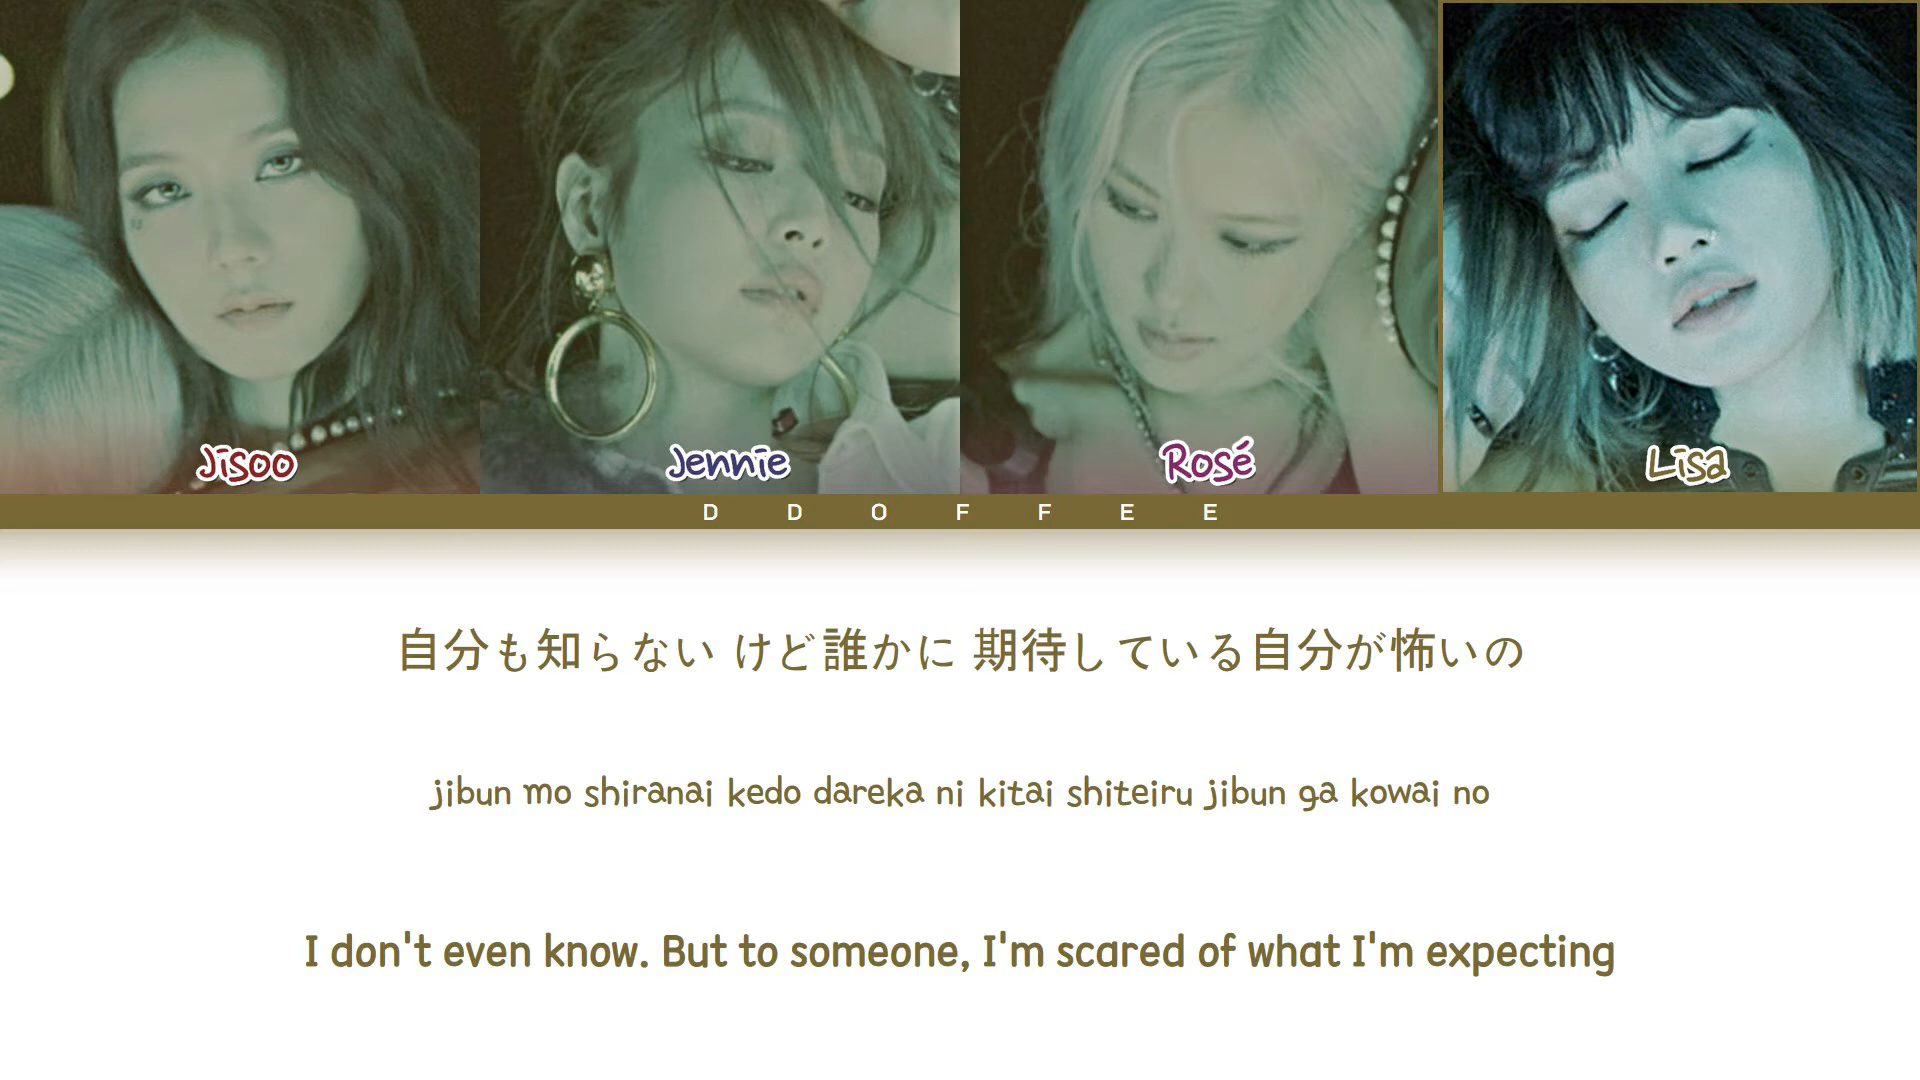 Jisoo Jennie Rosé Lisa
DDOFFEE
自分も知らない けど誰かに 期待している自分が怖いの
jibun mo shiranai kedo dareka ni kitai shiteiru jibun ga kowai no
I don't even know. But to someone, I'm scared of what I'm expecting